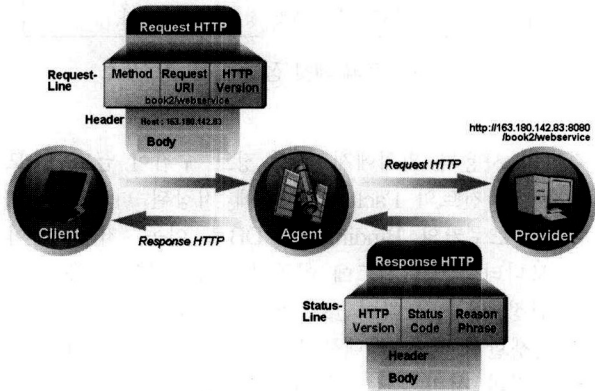 Request HTTP
Request-
Line
Method
Request
URI
HTTP
Version
book2/webservice
Header
Host : 163.180.142.83
Body
http://163.180.142.83:8080
/book2/webservice
Request HTTP
Client
Agent
Provider
Response HTTP
Response HTTP
Status-
Line
HTTP
Version
Status
Code
Reason
Phrase
Header
Body